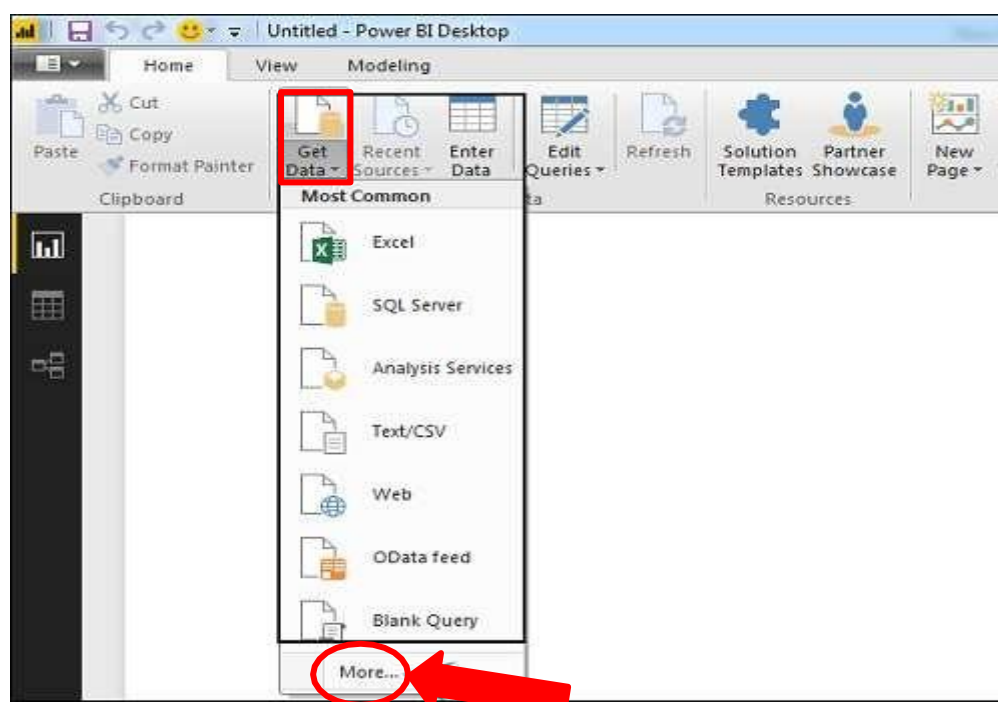 Untitled - Power BI Desktop
Home View Modeling
Paste
Cut
Copy
Format Painter
Clipboard
Get Data
Recent Sources
Enter Data
Edit Queries
Refresh
Solution Templates
Partner Showcase
New Page
ta
Resources
Most Common
Excel
SQL Server
Analysis Services
Text/CSV
Web
OData feed
Blank Query
More...